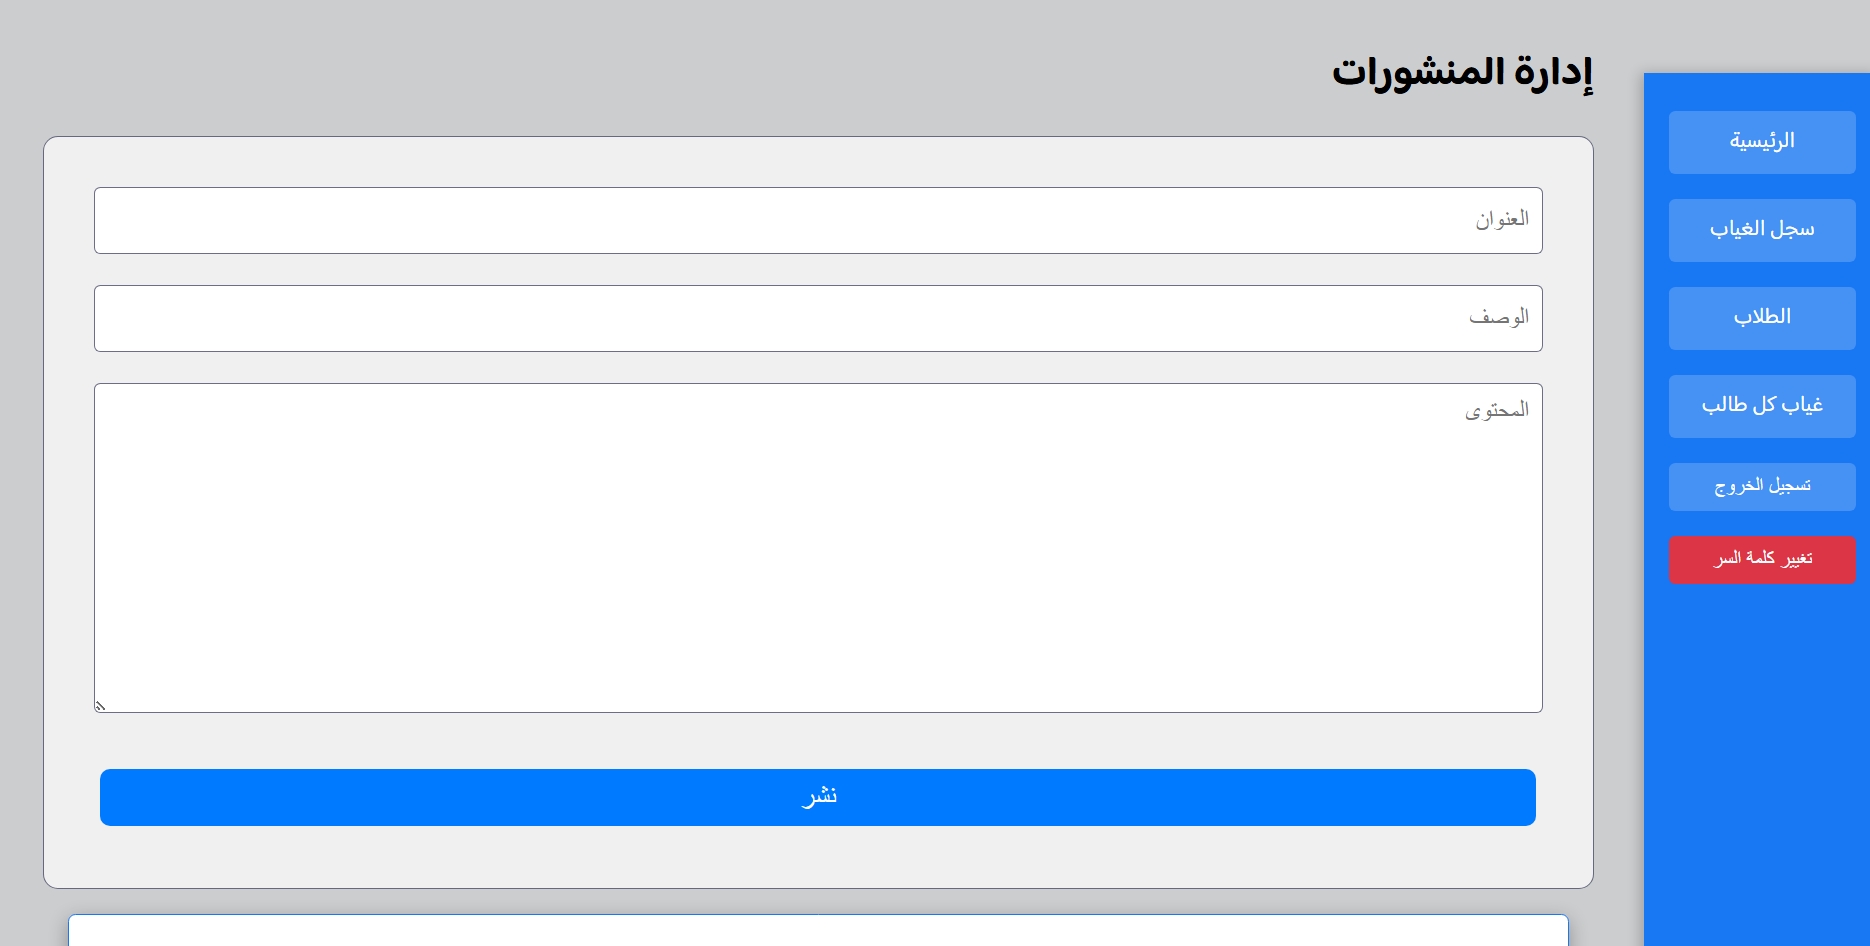 إدارة المنشورات
الرئيسية
سجل الغياب
الطلاب
غياب كل طالب
تسجيل الخروج
تغيير كلمة السر
العنوان
الوصف
المحتوى
نشر